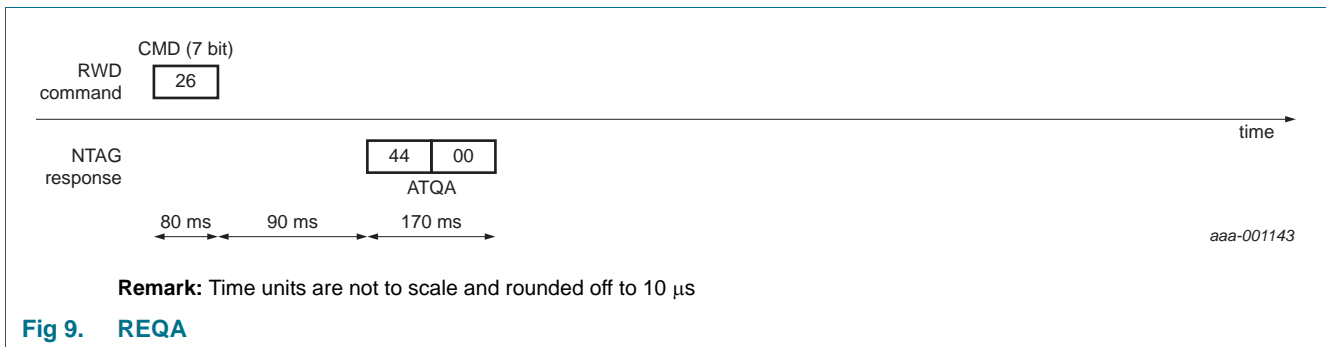 CMD (7 bit)
RWD command
26
time
NTAG response
44 00
ATQA
80 ms 90 ms 170 ms
aaa-001143
Remark: Time units are not to scale and rounded off to 10 μs
Fig 9. REQA